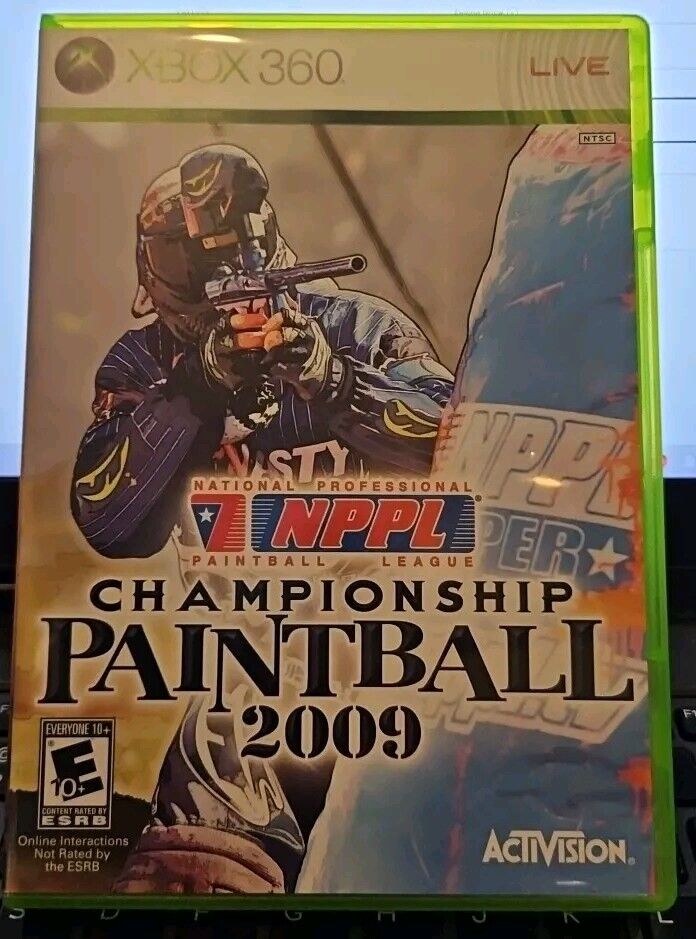 XBOX 360.
LIVE
NTSC
NASTY
NATIONAL PROFESSIONAL
7 NPPL®
PAINTBALL LEAGUE
NPPL
PER
CHAMPIONSHIP
PAINTBALL
2009
EVERYONE 10+
E
10+
CONTENT RATED BY
ESRB
Online Interactions
Not Rated by
the ESRB
ACTIVISION®
S D F G H J K L